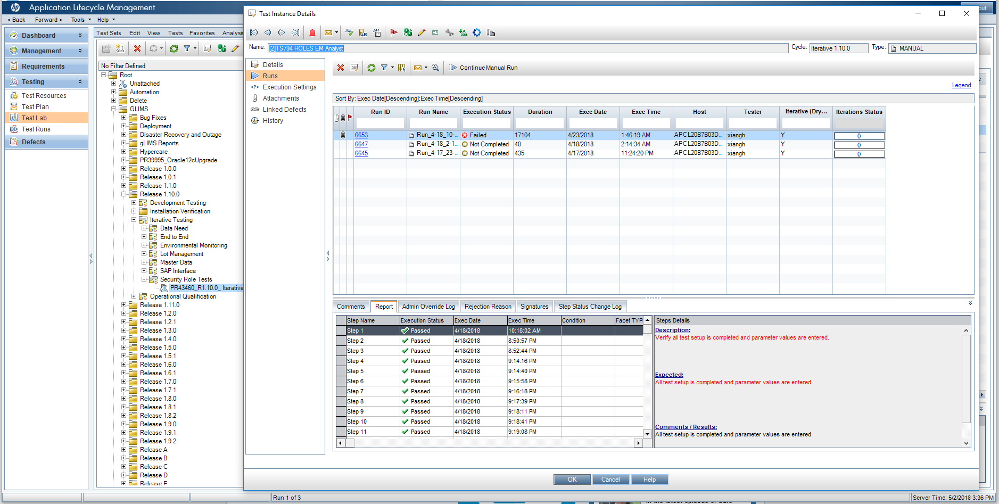 hp Application Lifecycle Management
< Back Forward > Tools Help
Dashboard
Management
Requirements
Testing
Test Resources
Test Plan
Test Lab
Test Runs
Defects
Test Sets Edit View Tests Favorites Analysis
No Filter Defined
Root
Unattached
Automation
Delete
GLIMS
Bug Fixes
Deployment
Disaster Recovery and Outage
gLIMS Reports
Hypercare
PR39995_Oracle12cUpgrade
Release 1.0.0
Release 1.0.1
Release 1.1.0
Release 1.10.0
Development Testing
Installation Verification
Iterative Testing
Data Need
End to End
Environmental Monitoring
Lot Management
Master Data
SAP Interface
Security Role Tests
PR43460_R1.10.0_ Iterative
Operational Qualification
Release 1.11.0
Release 1.2.0
Release 1.2.1
Release 1.3.0
Release 1.4.0
Release 1.5.0
Release 1.5.1
Release 1.6.0
Release 1.6.1
Release 1.7.0
Release 1.7.1
Release 1.8.0
Release 1.8.1
Release 1.8.2
Release 1.9.0
Release 1.9.1
Release 1.9.2
Release A
Release B
Release C
Release D
Release E
Test Instance Details
Name: [2]TS794 ROLES EM Analyst Cycle: Iterative 1.10.0 Type: MANUAL
Details
Runs
Execution Settings
Attachments
Linked Defects
History
Continue Manual Run
Legend
Sort By: Exec Date[Descending];Exec Time[Descending]
Run ID Run Name Execution Status Duration Exec Date Exec Time Host Tester Iterative (Dry... Iterations Status
6653 Run_4-18_10-... Failed 17104 4/23/2018 1:46:19 AM APCL20B7B03D... xiangh Y 0
6647 Run_4-18_2-1... Not Completed 40 4/18/2018 2:14:34 AM APCL20B7B03D... xiangh Y 0
6645 Run_4-17_23-... Not Completed 435 4/17/2018 11:24:20 PM APCL20B7B03D... xiangh Y 0
Comments Report Admin Override Log Rejection Reason Signatures Step Status Change Log
Step Name Execution Status Exec Date Exec Time Condition Facet TYP
Step 1 Passed 4/18/2018 10:18:02 AM
Step 2 Passed 4/18/2018 8:50:57 PM
Step 3 Passed 4/18/2018 8:52:44 PM
Step 4 Passed 4/18/2018 9:14:16 PM
Step 5 Passed 4/18/2018 9:14:40 PM
Step 6 Passed 4/18/2018 9:15:58 PM
Step 7 Passed 4/18/2018 9:16:18 PM
Step 8 Passed 4/18/2018 9:17:39 PM
Step 9 Passed 4/18/2018 9:18:11 PM
Step 10 Passed 4/18/2018 9:18:41 PM
Step 11 Passed 4/18/2018 9:19:08 PM
Steps Details
Description:
Verify all test setup is completed and parameter values are entered.
Expected:
All test setup is completed and parameter values are entered.
Comments / Results:
All test setup is completed and parameter values are entered.
OK Cancel Help
Run 1 of 3
Server Time: 5/2/2018 3:36 PM